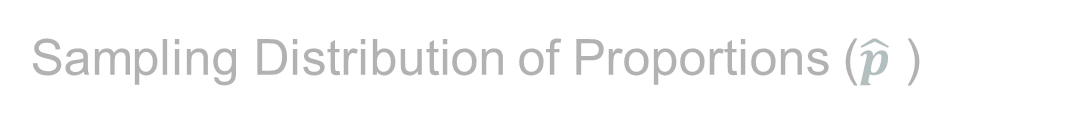 Sampling Distribution of Proportions (p̂ )